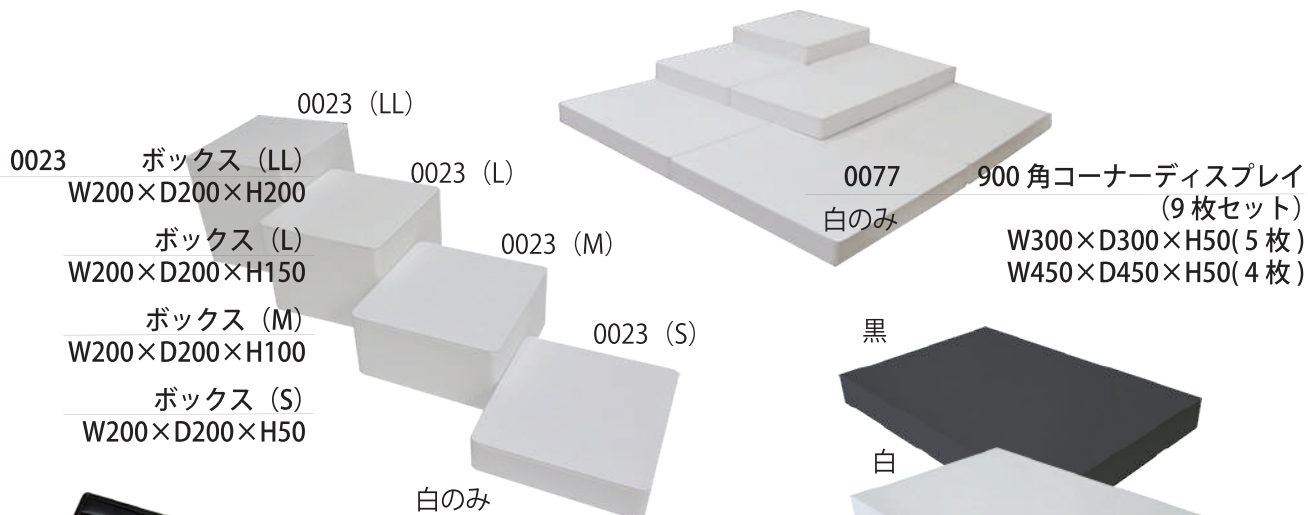 0023（LL）
0023 ボックス（LL）
W200×D200×H200
0023（L）
ボックス（L）
W200×D200×H150
0023（M）
ボックス（M）
W200×D200×H100
0023（S）
ボックス（S）
W200×D200×H50
白のみ
0077 900 角コーナーディスプレイ
白のみ
（9 枚セット）
W300×D300×H50( 5 枚 )
W450×D450×H50( 4 枚 )
黒
白